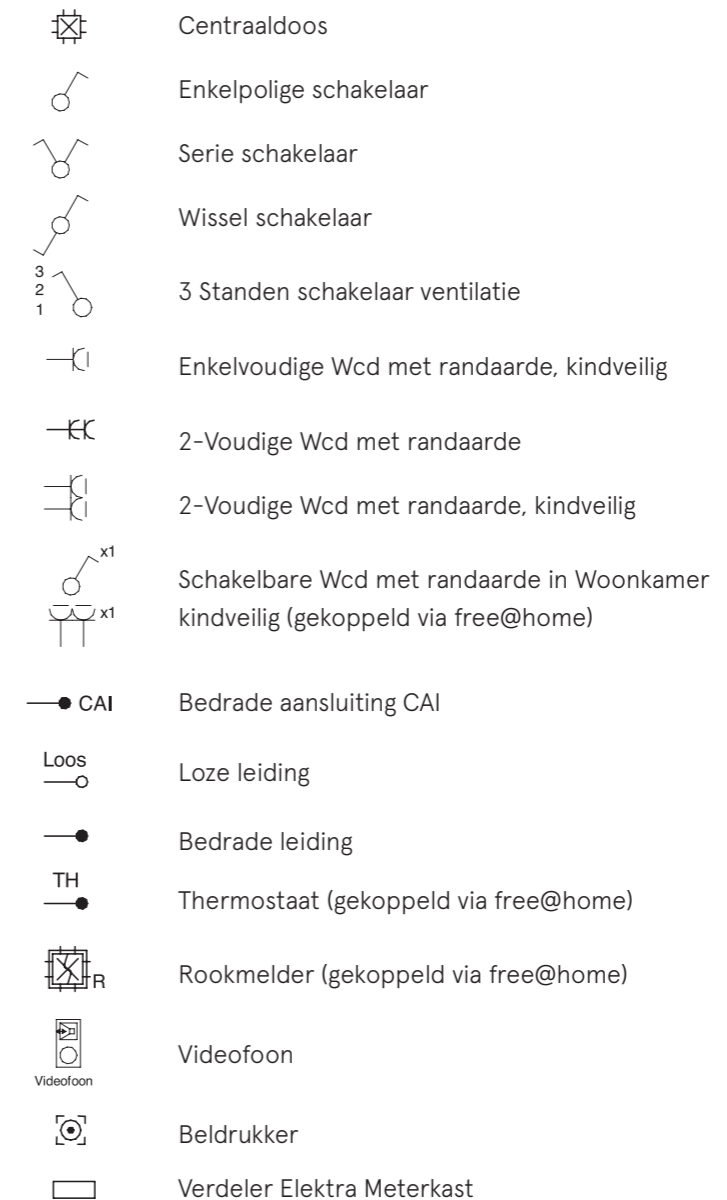 Centraaldoos
Enkelpolige schakelaar
Serie schakelaar
Wissel schakelaar
3
2
1
3 Standen schakelaar ventilatie
Enkelvoudige Wcd met randaarde, kindveilig
2-Voudige Wcd met randaarde
2-Voudige Wcd met randaarde, kindveilig
x1
Schakelbare Wcd met randaarde in Woonkamer
x1 kindveilig (gekoppeld via free@home)
CAI Bedrade aansluiting CAI
Loos
Loze leiding
Bedrade leiding
TH
Thermostaat (gekoppeld via free@home)
R Rookmelder (gekoppeld via free@home)
Videofoon
Videofoon
Beldrukker
Verdeler Elektra Meterkast